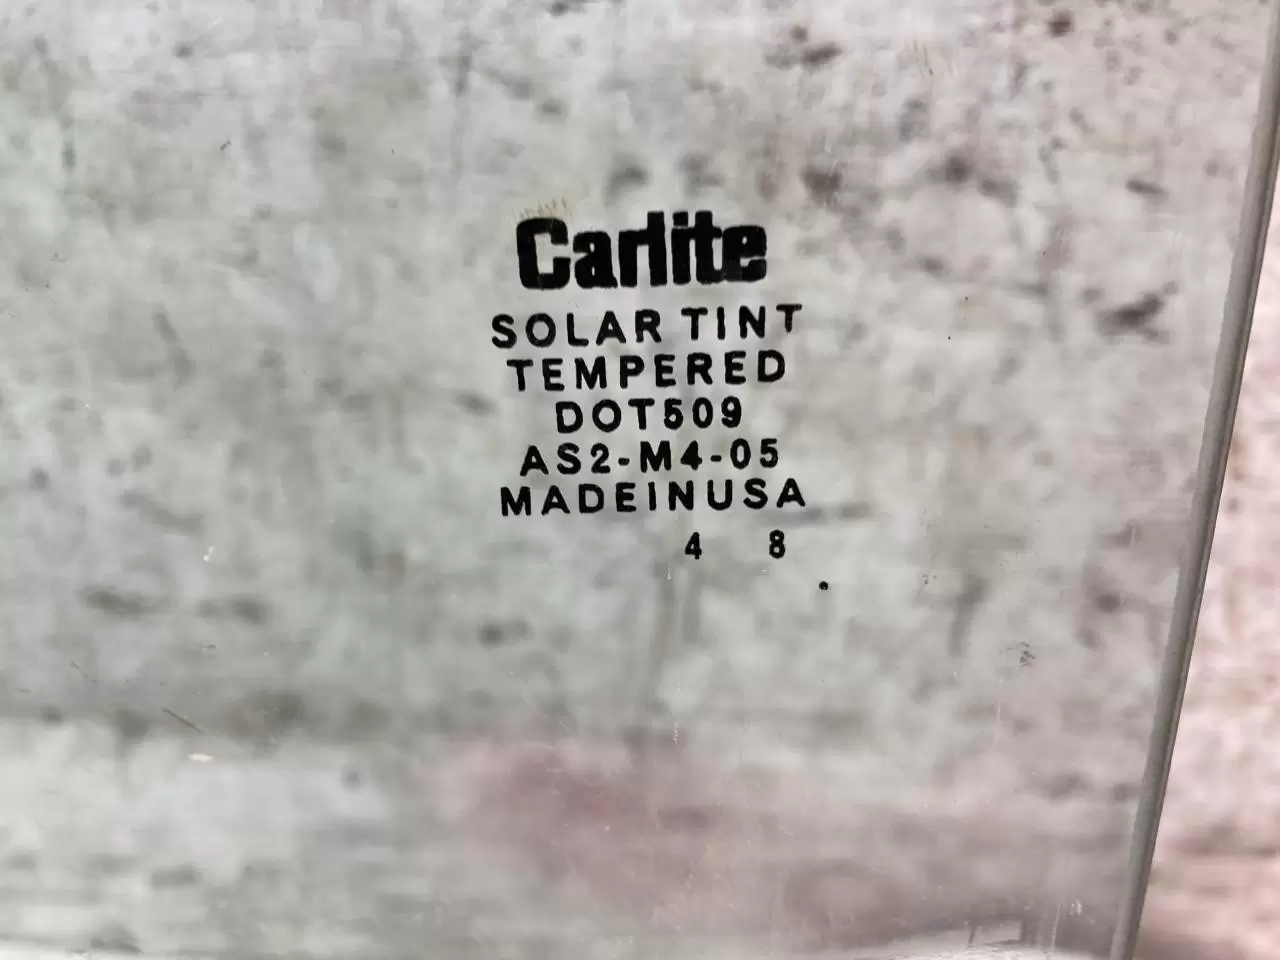 Carlite
SOLAR TINT
TEMPERED
DOT509
AS2-M4-05
MADEINUSA
4 8